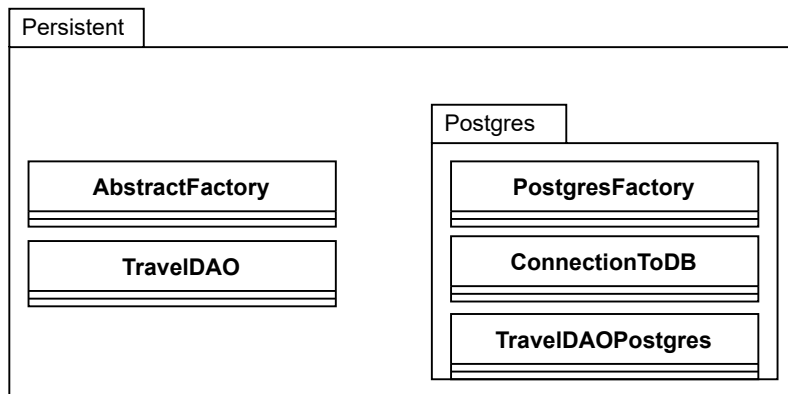 Persistent
Postgres
AbstractFactory
TravelDAO
PostgresFactory
ConnectionToDB
TravelDAOPostgres